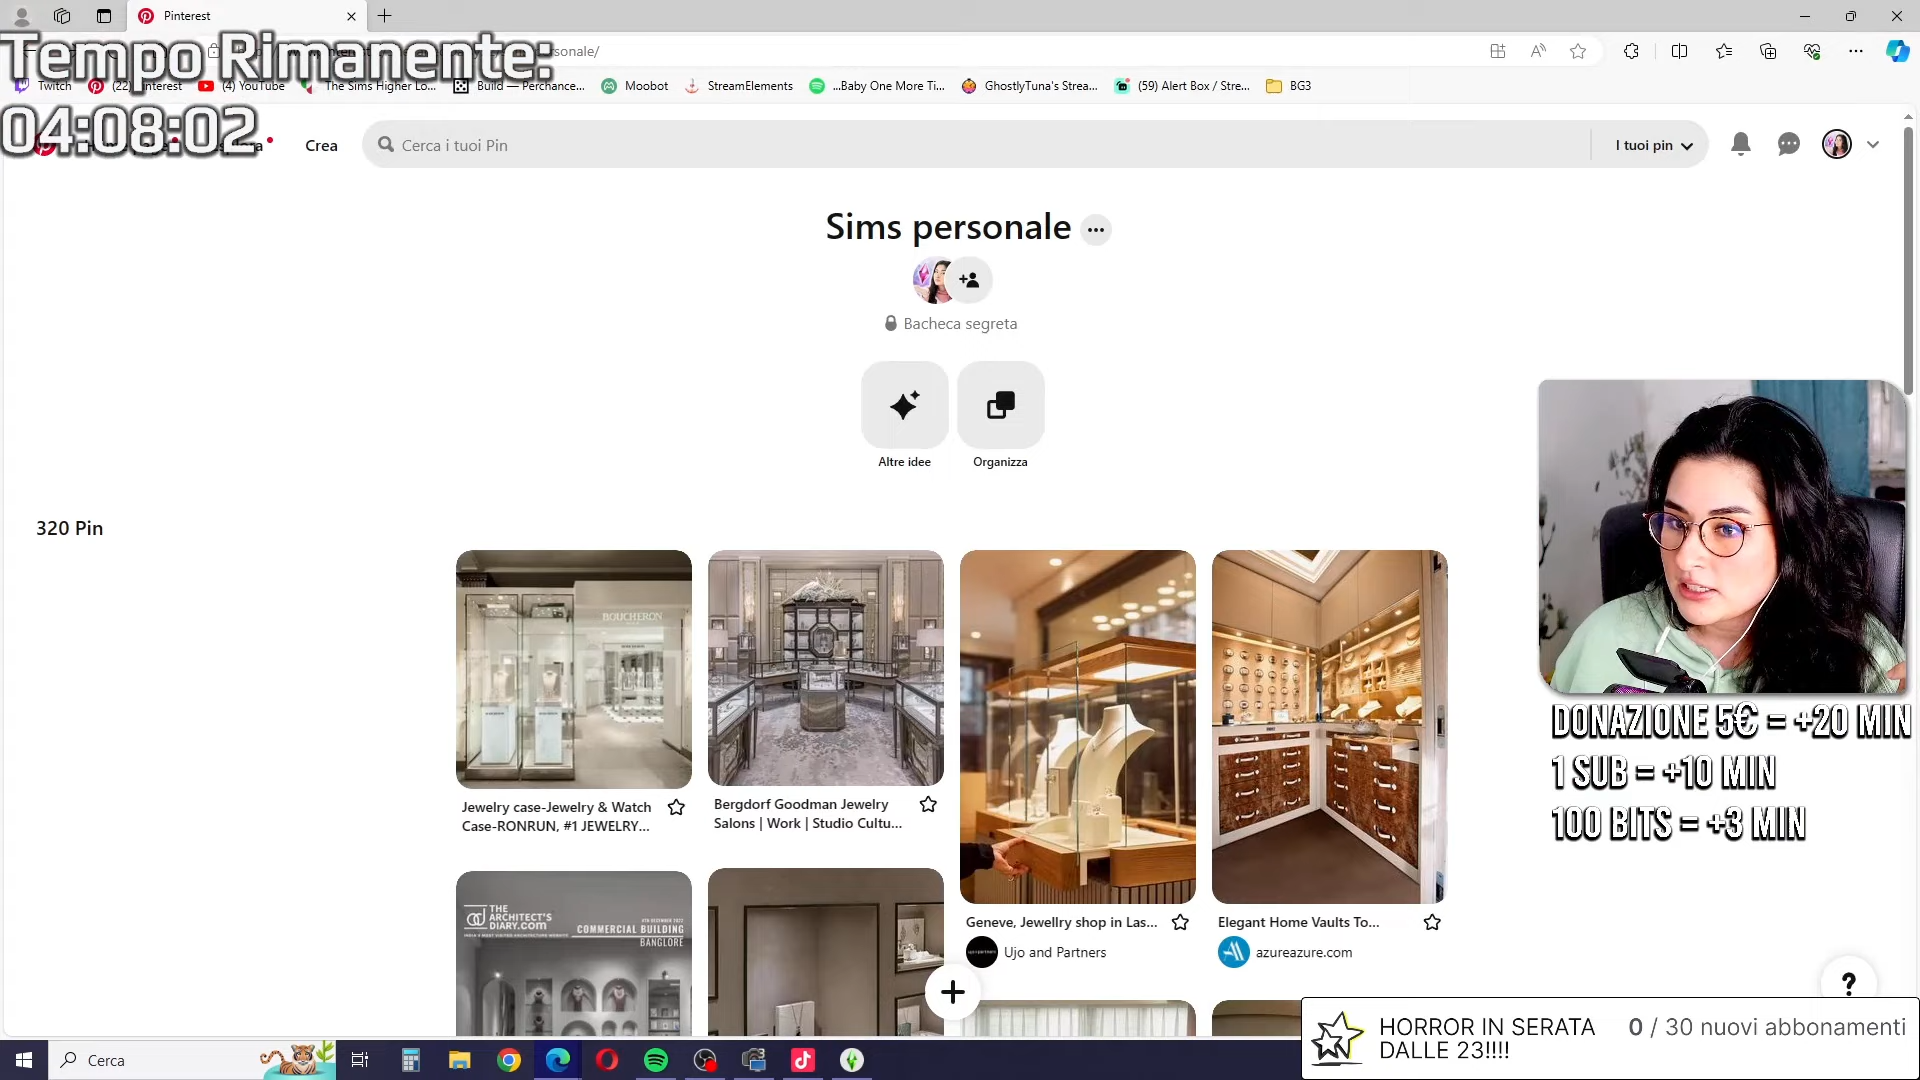 Pinterest
Tempo Rimanente:
04:08:02
rsonale/
Twitch
(22) Pinterest
(4) YouTube
The Sims Higher Lo...
Build — Perchance...
Moobot
StreamElements
...Baby One More Ti...
GhostlyTuna's Strea...
(59) Alert Box / Stre...
BG3
Crea
Cerca i tuoi Pin
I tuoi pin
Sims personale
Bacheca segreta
Altre idee
Organizza
320 Pin
BOUCHERON
Jewelry case-Jewelry & Watch
Case-RONRUN, #1 JEWELRY...
Bergdorf Goodman Jewelry
Salons | Work | Studio Cultu...
Geneve, Jewellry shop in Las...
Ujo and Partners
Elegant Home Vaults To...
azureazure.com
THE
ARCHITECT'S
DIARY.com
COMMERCIAL BUILDING
BANGLORE
DONAZIONE 5€ = +20 MIN
1 SUB = +10 MIN
100 BITS = +3 MIN
?
HORROR IN SERATA
DALLE 23!!!!
0 / 30 nuovi abbonamenti
Cerca